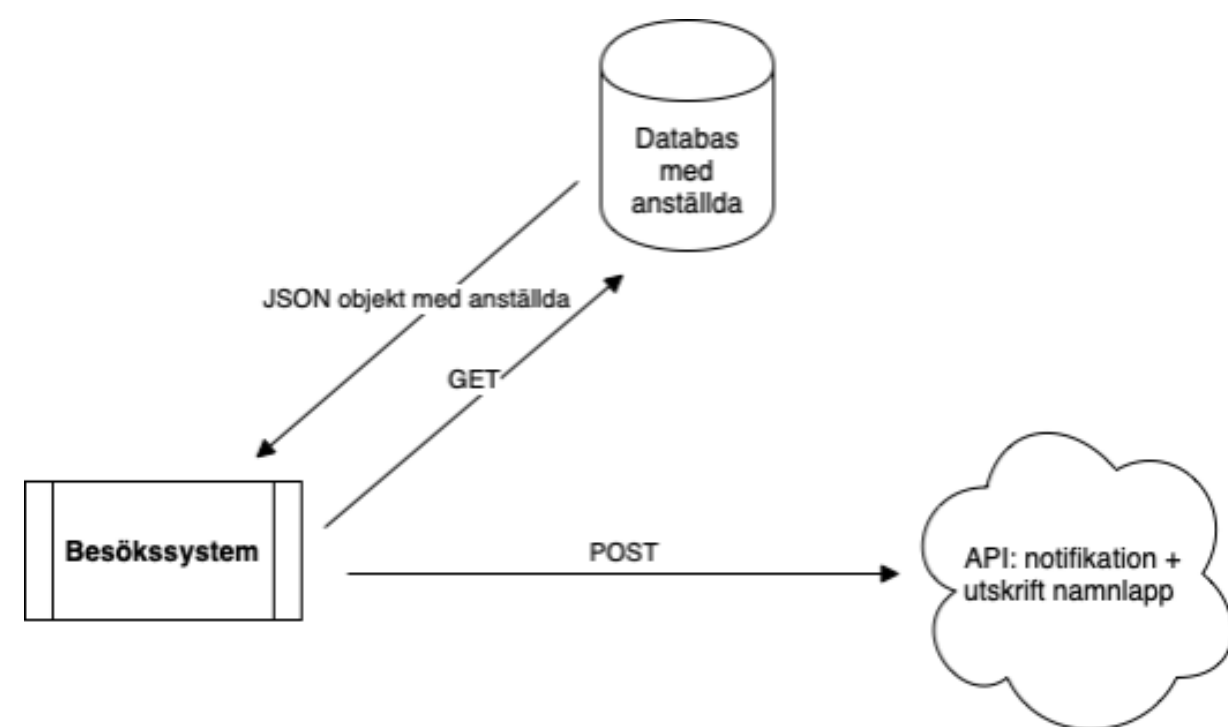 Databas
med
anställda
JSON objekt med anställda
GET
Besökssystem
POST
API: notifikation +
utskrift namnlapp